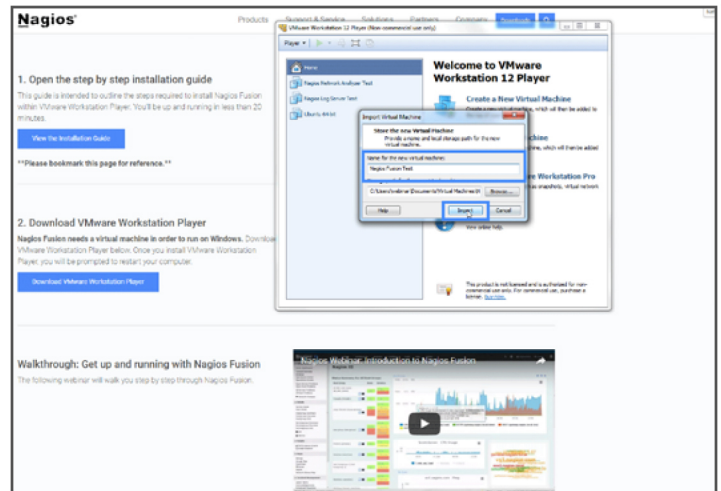 Nagios®
Products Support & Service Solutions Partners Company Downloads
VMware Workstation 12 Player (Non-commercial use only)
Player
1. Open the step by step installation guide
This guide is intended to outline the steps required to install Nagios Fusion
within VMware Workstation Player. You'll be up and running in less than 20
minutes.
View the Installation Guide
**Please bookmark this page for reference.**
2. Download VMware Workstation Player
Nagios Fusion needs a virtual machine in order to run on Windows. Download
VMware Workstation Player below. Once you install VMware Workstation
Player, you will be prompted to restart your computer.
Download VMware Workstation Player
Home
Nagios Network Analyzer Test
Nagios Log Server Test
Ubuntu 64-bit
Welcome to VMware
Workstation 12 Player
Create a New Virtual Machine
Import Virtual Machine
Store the new Virtual Machine
Provide a name and local storage path for the new
virtual machine.
Name for the new virtual machine:
Nagios Fusion Test
Browse...
Help
Import
Cancel
chine
e Workstation Pro
View online help.
This product is not licensed and is authorized for non-
commercial use only. For commercial use, purchase a
license. Buy now.
Walkthrough: Get up and running with Nagios Fusion
The following webinar will walk you step by step through Nagios Fusion.
Nagios Webinar: Introduction to Nagios Fusion